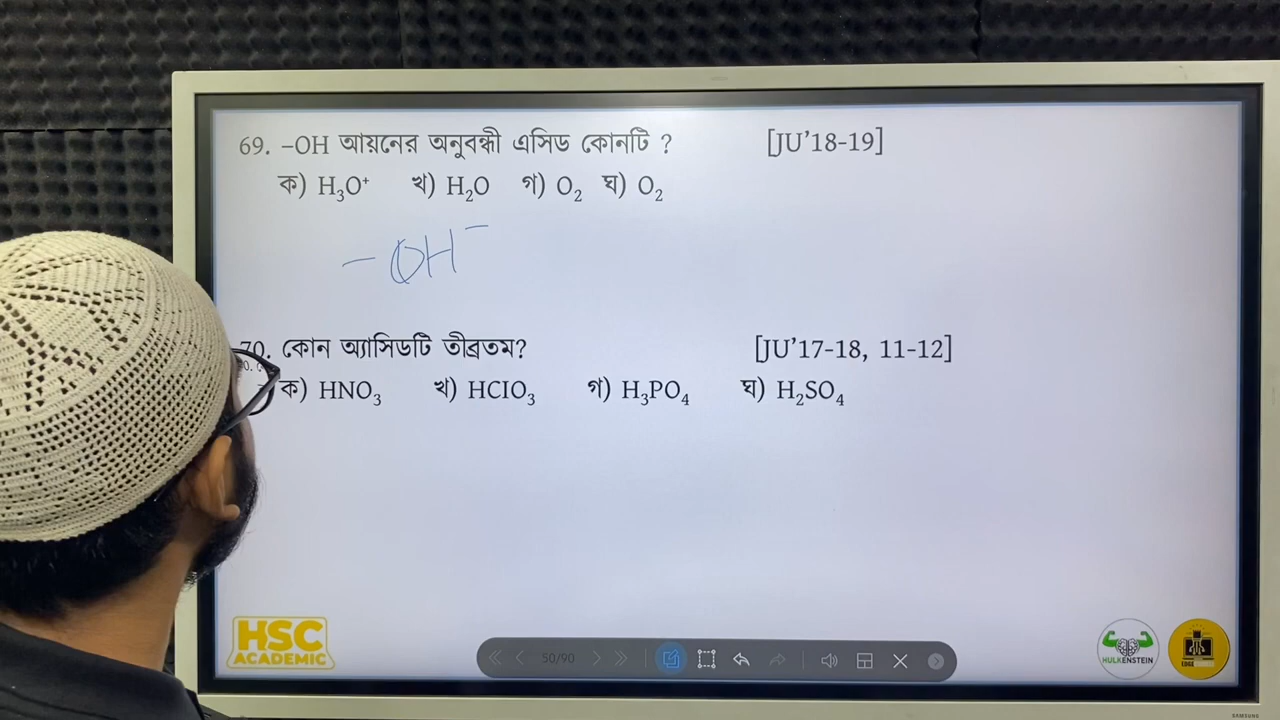 69. –OH আয়নের অনুবন্ধী এসিড কোনটি ? [JU’18-19]
ক) H₃O⁺ খ) H₂O গ) O₂ ঘ) O₂
– OH⁻
70. কোন অ্যাসিডটি তীব্রতম? [JU’17-18, 11-12]
ক) HNO₃ খ) HClO₃ গ) H₃PO₄ ঘ) H₂SO₄
HSC
ACADEMIC
50/90
HULKENSTEIN
SAMSUNG